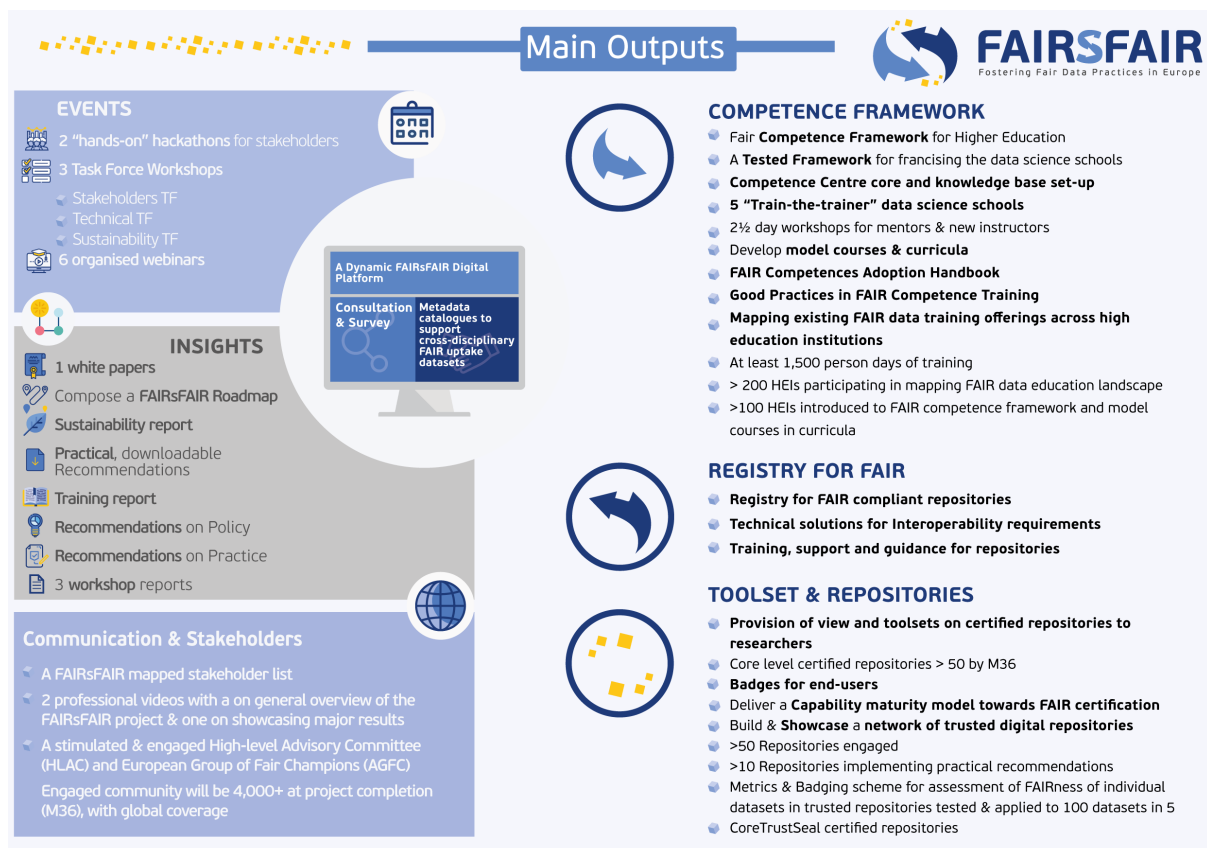 Main Outputs
FAIRSFAIR
Fostering Fair Data Practices in Europe
EVENTS
2 “hands-on” hackathons for stakeholders
3 Task Force Workshops
Stakeholders TF
Technical TF
Sustainability TF
6 organised webinars
A Dynamic FAIRsFAIR Digital
Platform
Consultation
& Survey
Metadata
catalogues to
support
cross-disciplinary
FAIR uptake
datasets
INSIGHTS
1 white papers
Compose a FAIRsFAIR Roadmap
Sustainability report
Practical, downloadable
Recommendations
Training report
Recommendations on Policy
Recommendations on Practice
3 workshop reports
Communication & Stakeholders
A FAIRsFAIR mapped stakeholder list
2 professional videos with a on general overview of the
FAIRsFAIR project & one on showcasing major results
A stimulated & engaged High-level Advisory Committee
(HLAC) and European Group of Fair Champions (AGFC)
Engaged community will be 4,000+ at project completion
(M36), with global coverage
COMPETENCE FRAMEWORK
Fair Competence Framework for Higher Education
A Tested Framework for francising the data science schools
Competence Centre core and knowledge base set-up
5 “Train-the-trainer” data science schools
2½ day workshops for mentors & new instructors
Develop model courses & curricula
FAIR Competences Adoption Handbook
Good Practices in FAIR Competence Training
Mapping existing FAIR data training offerings across high
education institutions
At least 1,500 person days of training
> 200 HEIs participating in mapping FAIR data education landscape
>100 HEIs introduced to FAIR competence framework and model
courses in curricula
REGISTRY FOR FAIR
Registry for FAIR compliant repositories
Technical solutions for Interoperability requirements
Training, support and guidance for repositories
TOOLSET & REPOSITORIES
Provision of view and toolsets on certified repositories to
researchers
Core level certified repositories > 50 by M36
Badges for end-users
Deliver a Capability maturity model towards FAIR certification
Build & Showcase a network of trusted digital repositories
>50 Repositories engaged
>10 Repositories implementing practical recommendations
Metrics & Badging scheme for assessment of FAIRness of individual
datasets in trusted repositories tested & applied to 100 datasets in 5
CoreTrustSeal certified repositories